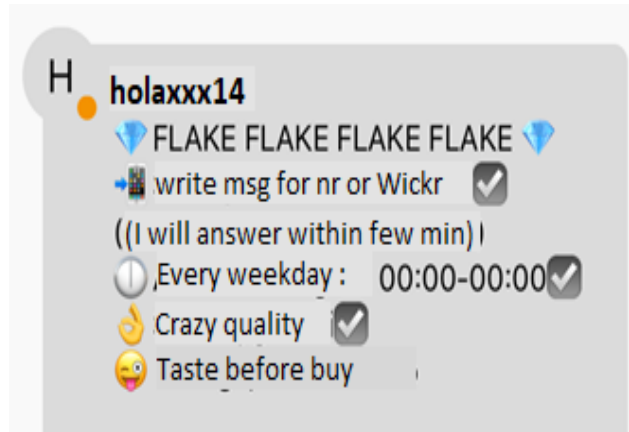 H
holaxxx14
💎 FLAKE FLAKE FLAKE FLAKE 💎
📲 write msg for nr or Wickr ☑
((I will answer within few min)
🕛 Every weekday : 00:00-00:00 ☑
👌 Crazy quality ☑
😜 Taste before buy